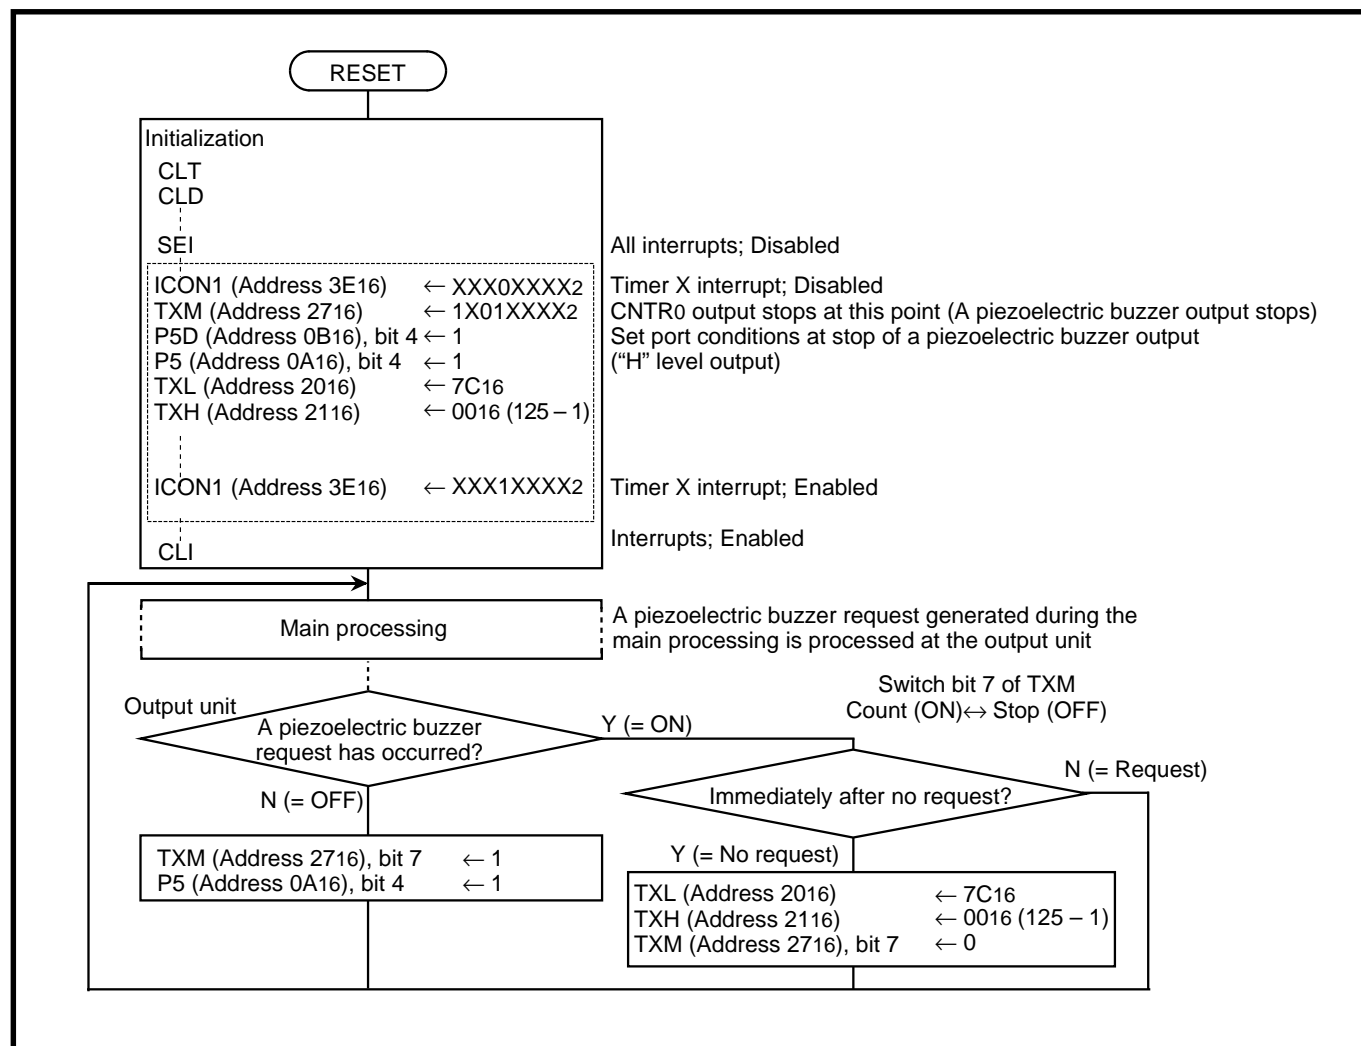 RESET
Initialization
CLT
CLD
SEI
All interrupts; Disabled
ICON1 (Address 3E16) ← XXX0XXXX2
Timer X interrupt; Disabled
TXM (Address 2716) ← 1X01XXXX2
CNTR0 output stops at this point (A piezoelectric buzzer output stops)
P5D (Address 0B16), bit 4 ← 1
Set port conditions at stop of a piezoelectric buzzer output
P5 (Address 0A16), bit 4 ← 1
(“H” level output)
TXL (Address 2016) ← 7C16
TXH (Address 2116) ← 0016 (125 – 1)
ICON1 (Address 3E16) ← XXX1XXXX2
Timer X interrupt; Enabled
CLI
Interrupts; Enabled
Main processing
A piezoelectric buzzer request generated during the
main processing is processed at the output unit
Switch bit 7 of TXM
Count (ON)↔ Stop (OFF)
Output unit
A piezoelectric buzzer
request has occurred?
Y (= ON)
N (= OFF)
Immediately after no request?
N (= Request)
Y (= No request)
TXM (Address 2716), bit 7 ← 1
P5 (Address 0A16), bit 4 ← 1
TXL (Address 2016) ← 7C16
TXH (Address 2116) ← 0016 (125 – 1)
TXM (Address 2716), bit 7 ← 0